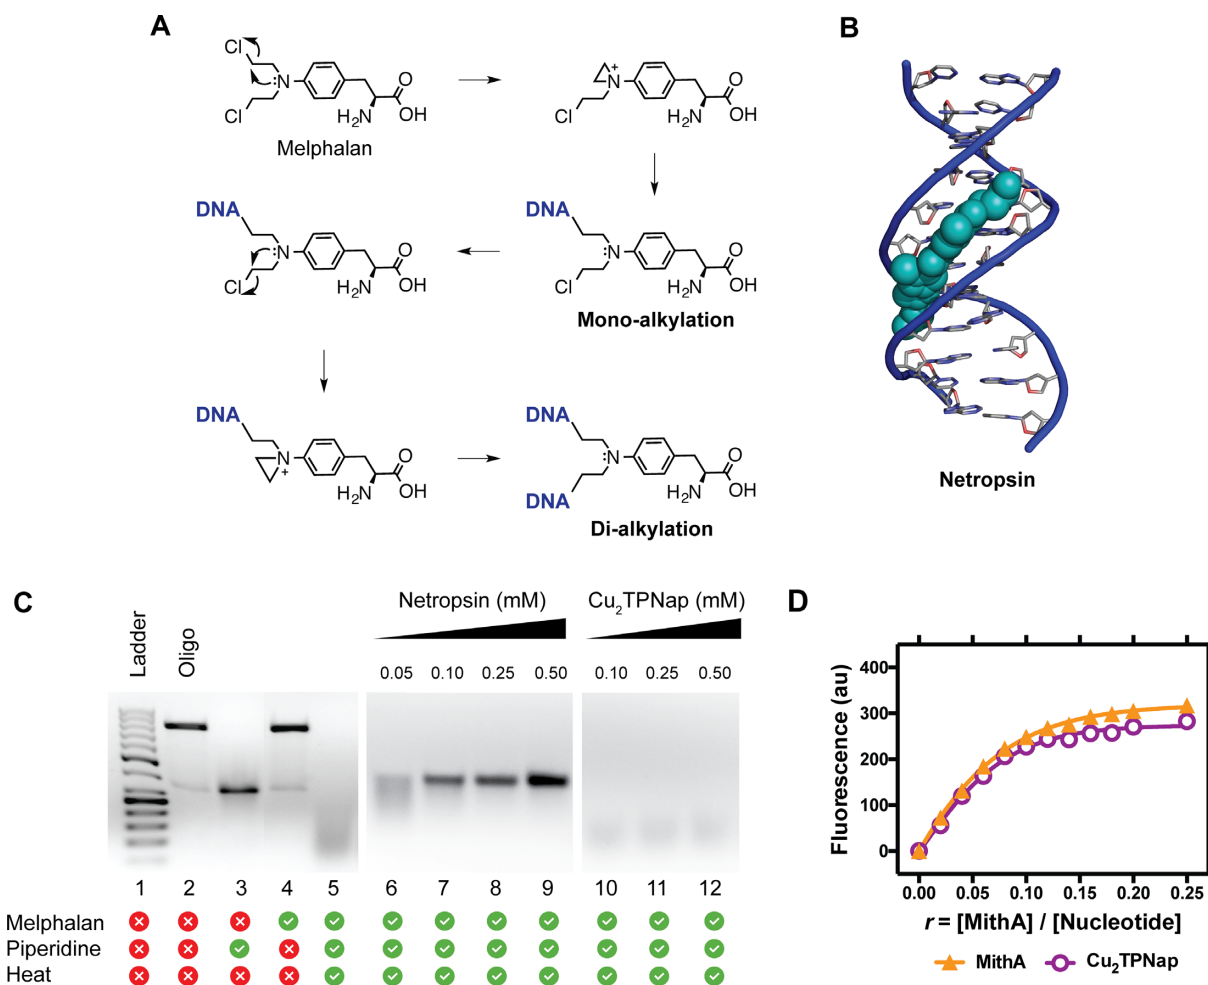 A
Cl
N
Cl
H2N
O
OH
Melphalan
N
+
Cl
H2N
O
OH
DNA
N
Cl
H2N
O
OH
DNA
N
Cl
H2N
O
OH
Mono-alkylation
DNA
N
+
H2N
O
OH
DNA
N
DNA
H2N
O
OH
Di-alkylation
B
Netropsin
C
Ladder
Oligo
Netropsin (mM)
0.05 0.10 0.25 0.50
Cu2TPNap (mM)
0.10 0.25 0.50
1 2 3 4 5 6 7 8 9 10 11 12
Melphalan
Piperidine
Heat
D
Fluorescence (au)
400
300
200
100
0
0.00 0.05 0.10 0.15 0.20 0.25
r = [MithA] / [Nucleotide]
MithA Cu2TPNap